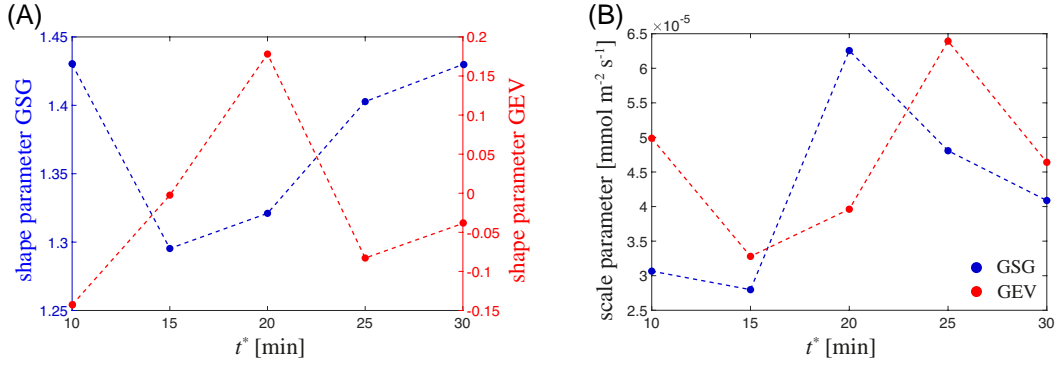 (A)
1.45
1.4
1.35
1.3
1.25
shape parameter GSG
0.2
0.15
0.1
0.05
0
-0.05
-0.1
-0.15
shape parameter GEV
10 15 20 25 30
t* [min]
(B)
×10⁻⁵
6.5
6
5.5
5
4.5
4
3.5
3
2.5
scale parameter [mmol m⁻² s⁻¹]
GSG
GEV
10 15 20 25 30
t* [min]